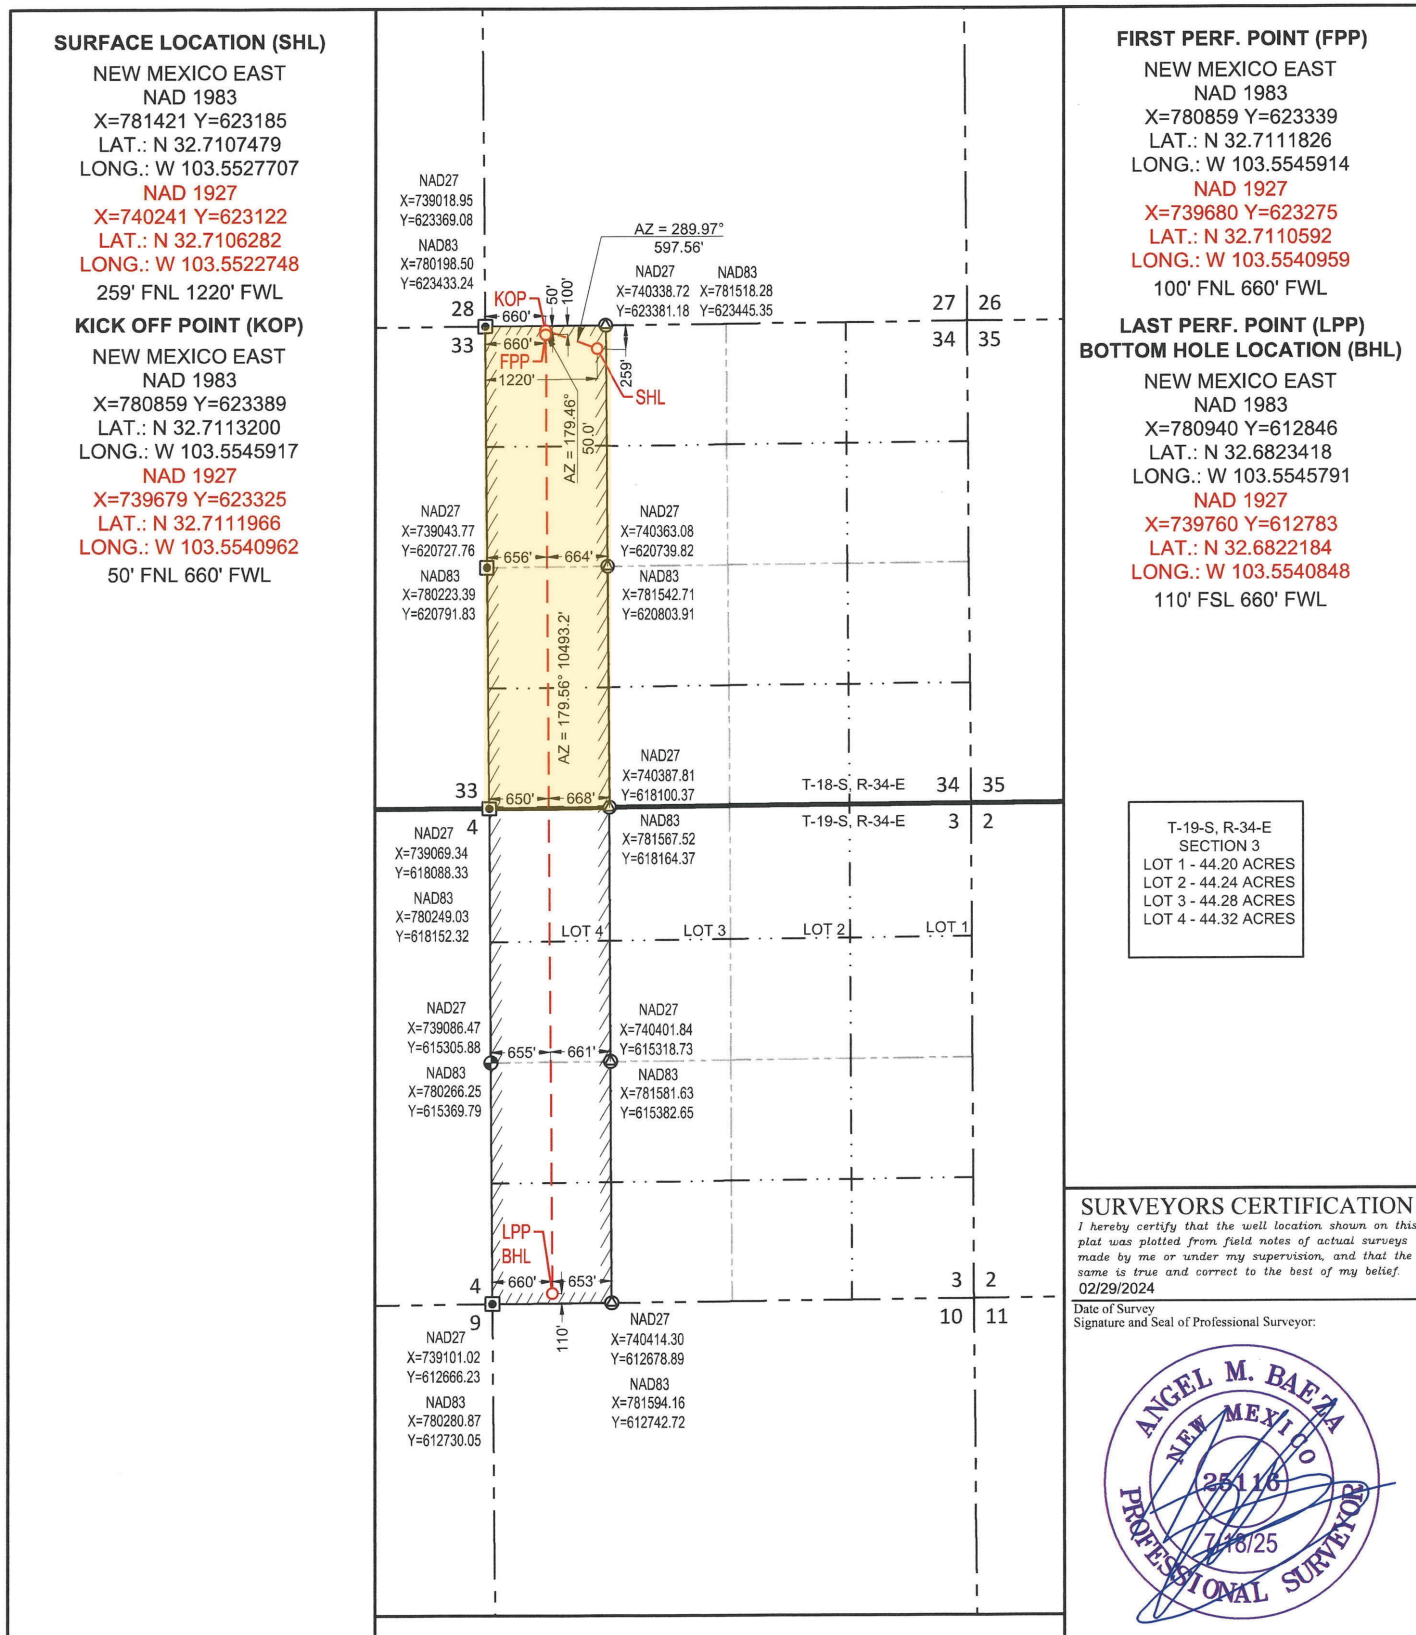 SURFACE LOCATION (SHL)
NEW MEXICO EAST
NAD 1983
X=781421 Y=623185
LAT.: N 32.7107479
LONG.: W 103.5527707
NAD 1927
X=740241 Y=623122
LAT.: N 32.7106282
LONG.: W 103.5522748
259' FNL 1220' FWL
KICK OFF POINT (KOP)
NEW MEXICO EAST
NAD 1983
X=780859 Y=623389
LAT.: N 32.7113200
LONG.: W 103.5545917
NAD 1927
X=739679 Y=623325
LAT.: N 32.7111966
LONG.: W 103.5540962
50' FNL 660' FWL
NAD27
X=739018.95
Y=623369.08
NAD83
X=780198.50
Y=623433.24
AZ = 289.97°
597.56'
NAD27
X=740338.72
Y=623381.18
NAD83
X=781518.28
Y=623445.35
28
33
27
26
34
35
KOP
660'
50'
100'
660'
FPP
1220'
259'
SHL
AZ = 179.46°
50.0'
NAD27
X=739043.77
Y=620727.76
NAD83
X=780223.39
Y=620791.83
656'
664'
NAD27
X=740363.08
Y=620739.82
NAD83
X=781542.71
Y=620803.91
AZ = 179.56° 10493.2'
NAD27
X=740387.81
Y=618100.37
T-18-S, R-34-E
34
35
33
650'
668'
4
T-19-S, R-34-E
3
2
NAD27
X=739069.34
Y=618088.33
NAD83
X=780249.03
Y=618152.32
NAD83
X=781567.52
Y=618164.37
LOT 4
LOT 3
LOT 2
LOT 1
NAD27
X=739086.47
Y=615305.88
NAD83
X=780266.25
Y=615369.79
655'
661'
NAD27
X=740401.84
Y=615318.73
NAD83
X=781581.63
Y=615382.65
LPP
BHL
4
660'
653'
9
110'
3
2
10
11
NAD27
X=739101.02
Y=612666.23
NAD83
X=780280.87
Y=612730.05
NAD27
X=740414.30
Y=612678.89
NAD83
X=781594.16
Y=612742.72
FIRST PERF. POINT (FPP)
NEW MEXICO EAST
NAD 1983
X=780859 Y=623339
LAT.: N 32.7111826
LONG.: W 103.5545914
NAD 1927
X=739680 Y=623275
LAT.: N 32.7110592
LONG.: W 103.5540959
100' FNL 660' FWL
LAST PERF. POINT (LPP)
BOTTOM HOLE LOCATION (BHL)
NEW MEXICO EAST
NAD 1983
X=780940 Y=612846
LAT.: N 32.6823418
LONG.: W 103.5545791
NAD 1927
X=739760 Y=612783
LAT.: N 32.6822184
LONG.: W 103.5540848
110' FSL 660' FWL
T-19-S, R-34-E
SECTION 3
LOT 1 - 44.20 ACRES
LOT 2 - 44.24 ACRES
LOT 3 - 44.28 ACRES
LOT 4 - 44.32 ACRES
SURVEYORS CERTIFICATION
I hereby certify that the well location shown on this
plat was plotted from field notes of actual surveys
made by me or under my supervision, and that the
same is true and correct to the best of my belief.
02/29/2024
Date of Survey
Signature and Seal of Professional Surveyor:
ANGEL M. BAEZA
NEW MEXICO
25116
7/18/25
PROFESSIONAL SURVEYOR